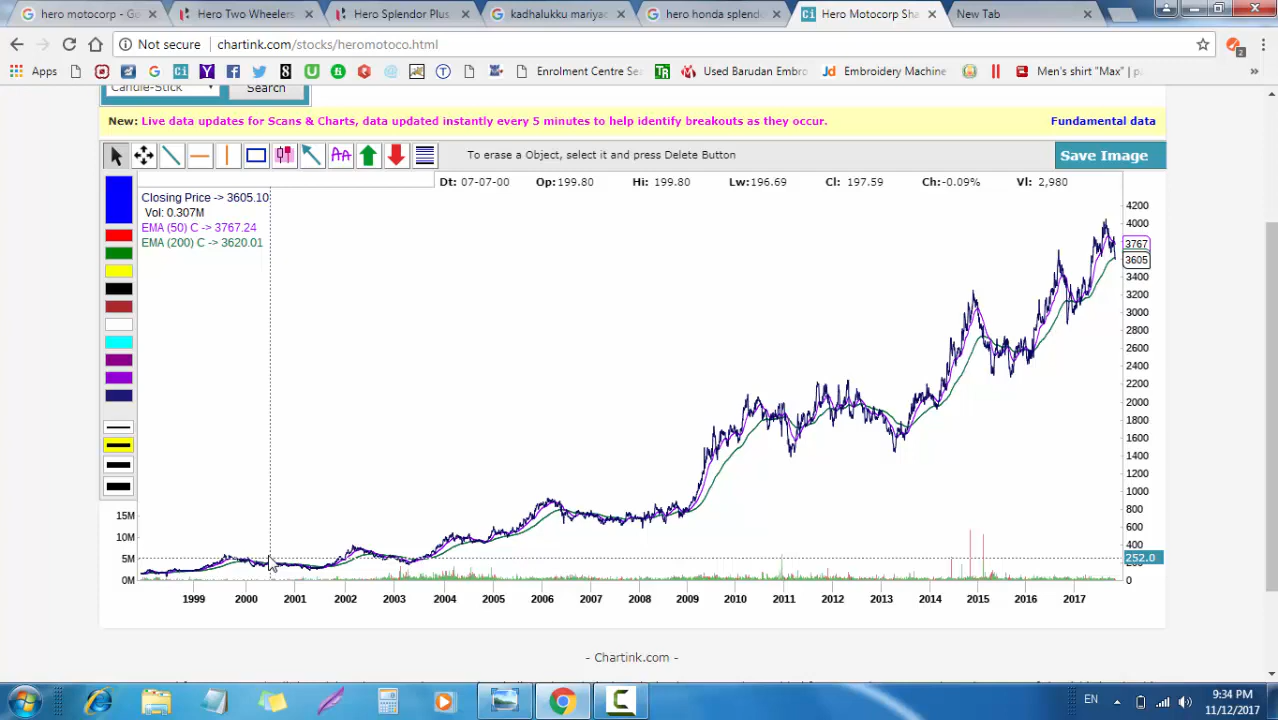 hero motocorp - Go
Hero Two Wheelers
Hero Splendor Plus
kadhalukku mariyad
hero honda splend
Hero Motocorp Sha
New Tab
Not secure
chartink.com/stocks/heromotoco.html
2
Apps
Enrolment Centre Sea
Used Barudan Embro
Embroidery Machine
Men's shirt "Max" | p
Candle-Stick
Search
New: Live data updates for Scans & Charts, data updated instantly every 5 minutes to help identify breakouts as they occur.
Fundamental data
To erase a Object, select it and press Delete Button
Save Image
Dt: 07-07-00 Op:199.80 Hi: 199.80 Lw:196.69 Cl: 197.59 Ch:-0.09% Vl: 2,980
Closing Price -> 3605.10
Vol: 0.307M
EMA (50) C -> 3767.24
EMA (200) C -> 3620.01
4200
4000
3767
3605
3400
3200
3000
2800
2600
2400
2200
2000
1800
1600
1400
1200
1000
800
600
400
252.0
0
15M
10M
5M
0M
1999 2000 2001 2002 2003 2004 2005 2006 2007 2008 2009 2010 2011 2012 2013 2014 2015 2016 2017
- Chartink.com -
EN
9:34 PM
11/12/2017